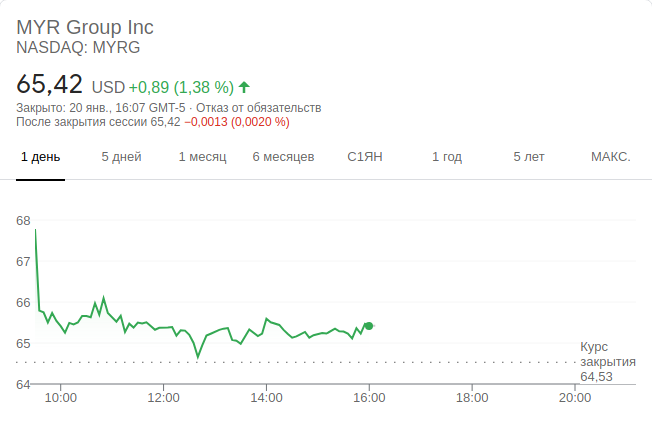 MYR Group Inc
NASDAQ: MYRG
65,42 USD +0,89 (1,38 %)
Закрыто: 20 янв., 16:07 GMT-5 · Отказ от обязательств
После закрытия сессии 65,42 −0,0013 (0,0020 %)
1 день 5 дней 1 месяц 6 месяцев С1ЯН 1 год 5 лет МАКС.
68
67
66
65
Курс
закрытия
64,53
64
10:00 12:00 14:00 16:00 18:00 20:00